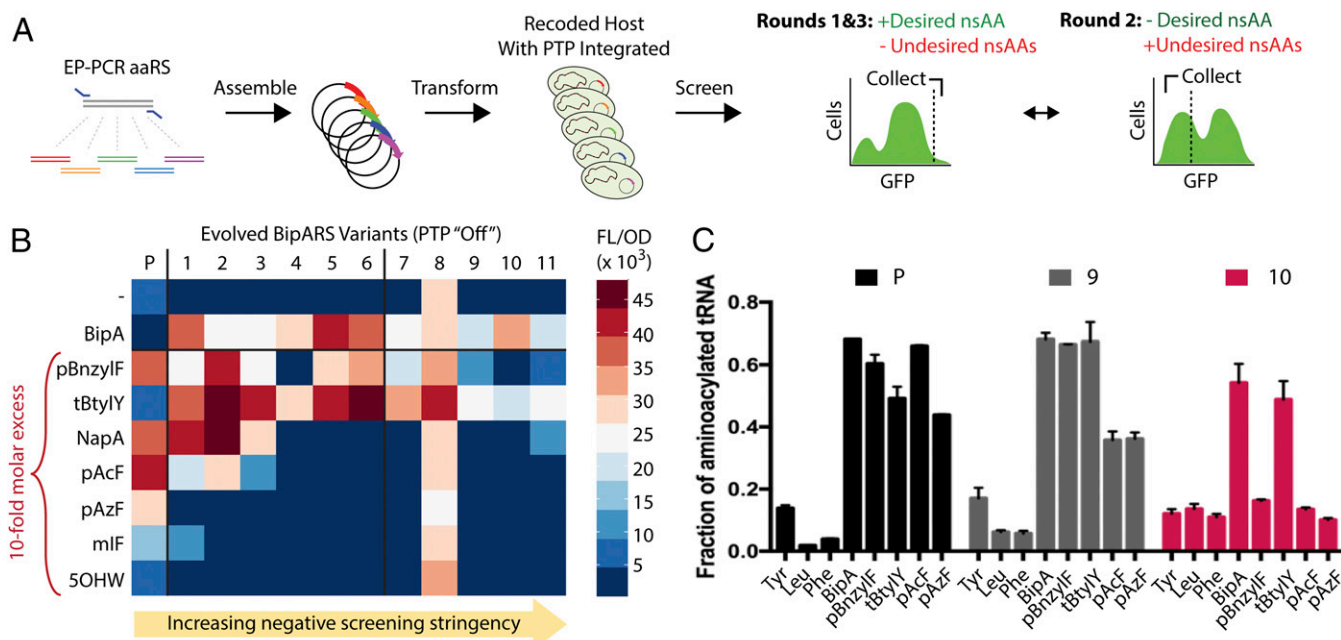 A
EP-PCR aaRS
Assemble
Transform
Recoded Host
With PTP Integrated
Screen
Rounds 1&3: +Desired nsAA
- Undesired nsAAs
Collect
Cells
GFP
Round 2: - Desired nsAA
+Undesired nsAAs
Collect
Cells
GFP
B
Evolved BipARS Variants (PTP "Off")
P 1 2 3 4 5 6 7 8 9 10 11
-
BipA
pBnzylF
tBtylY
NapA
pAcF
pAzF
mIF
5OHW
10-fold molar excess
Increasing negative screening stringency
FL/OD
(x 10³)
45
40
35
30
25
20
15
10
5
C
P
9
10
Fraction of aminoacylated tRNA
0.8
0.6
0.4
0.2
0.0
Tyr Leu Phe BipA pBnzylF tBtylY pAcF pAzF
Tyr Leu Phe BipA pBnzylF tBtylY pAcF pAzF
Tyr Leu Phe BipA pBnzylF tBtylY pAcF pAzF